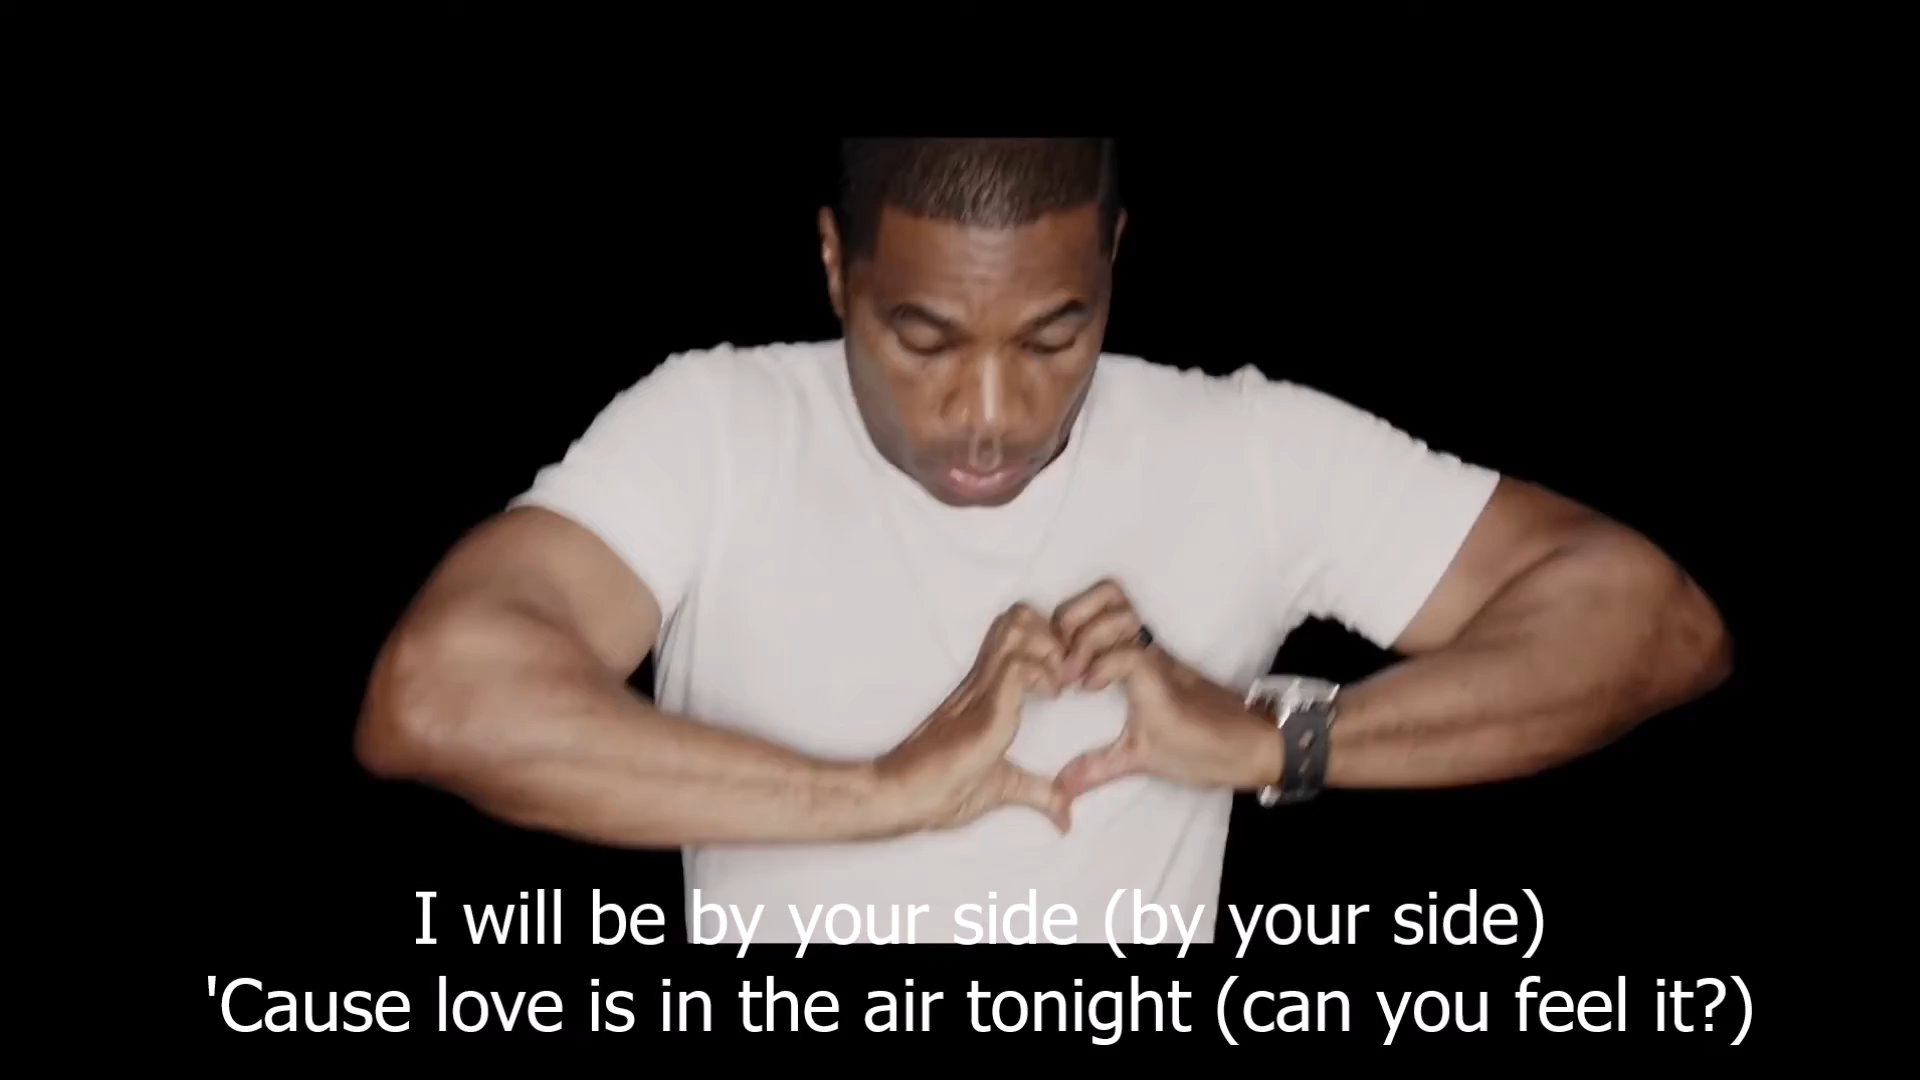 I will be by your side (by your side)
'Cause love is in the air tonight (can you feel it?)